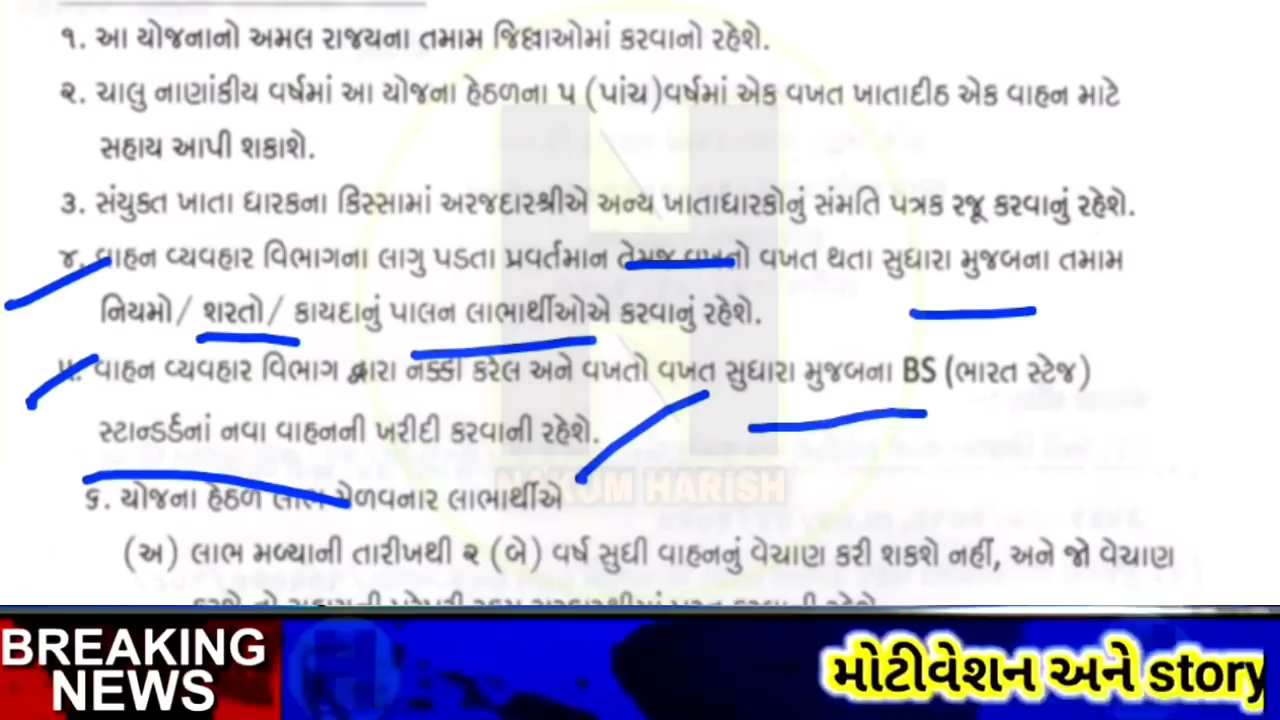 ૧. આ યોજનાનો અમલ રાજ્યના તમામ જિલ્લાઓમાં કરવાનો રહેશે.
૨. ચાલુ નાણાંકીય વર્ષમાં આ યોજના હેઠળના ૫ (પાંચ)વર્ષમાં એક વખત ખાતાદીઠ એક વાહન માટે
સહાય આપી શકાશે.
૩. સંયુક્ત ખાતા ધારકના કિસ્સામાં અરજદારશ્રીએ અન્ય ખાતાધારકોનું સંમતિ પત્રક રજૂ કરવાનું રહેશે.
૪. વાહન વ્યવહાર વિભાગના લાગુ પડતા પ્રવર્તમાન તેમજ વખતો વખત થતા સુધારા મુજબના તમામ
નિયમો/ શરતો/ કાયદાનું પાલન લાભાર્થીઓએ કરવાનું રહેશે.
૫. વાહન વ્યવહાર વિભાગ દ્વારા નક્કી કરેલ અને વખતો વખત સુધારા મુજબના BS (ભારત સ્ટેજ)
સ્ટાન્ડર્ડનાં નવા વાહનની ખરીદી કરવાની રહેશે.
HARISH
૬. યોજના હેઠળ લાભ મેળવનાર લાભાર્થીએ
(અ) લાભ મળ્યાની તારીખથી ૨ (બે) વર્ષ સુધી વાહનનું વેચાણ કરી શકશે નહીં, અને જો વેચાણ
BREAKING
NEWS
મોટીવેશન અને story